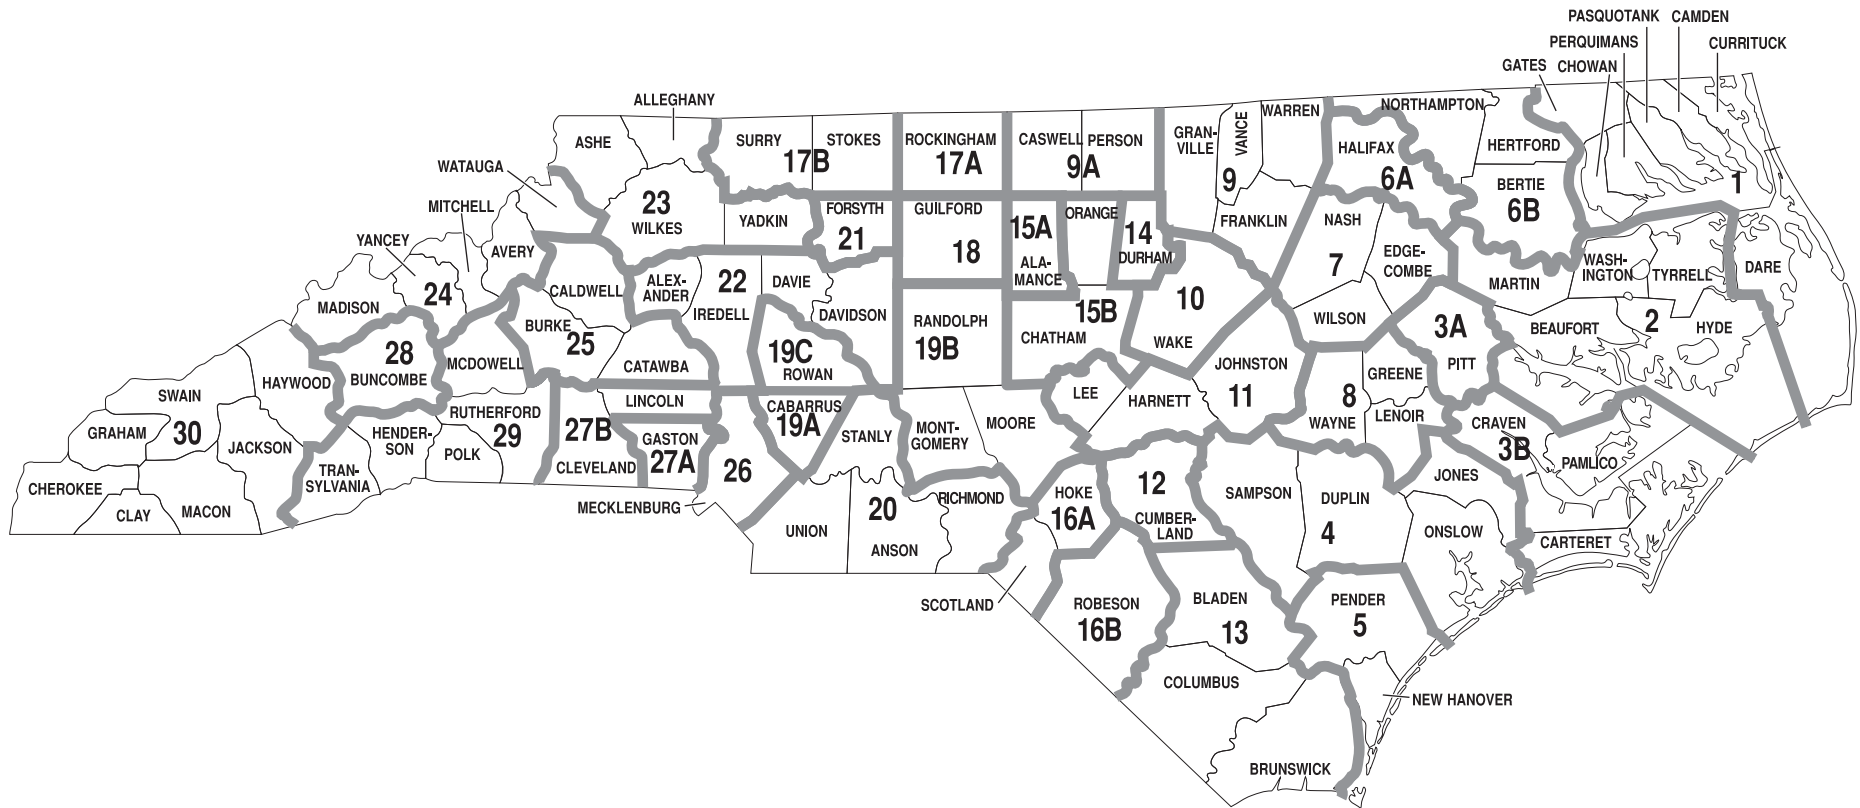 PASQUOTANK
CAMDEN
PERQUIMANS
CURRITUCK
GATES
CHOWAN
ALLEGHANY
WARREN
NORTHAMPTON
ASHE
SURRY
STOKES
ROCKINGHAM
CASWELL
PERSON
GRAN-
VILLE
VANCE
HALIFAX
HERTFORD
17B
17A
9A
9
6A
BERTIE
6B
1
WATAUGA
23
WILKES
YADKIN
FORSYTH
21
GUILFORD
18
15A
ALA-
MANCE
ORANGE
14
DURHAM
FRANKLIN
NASH
7
EDGE-
COMBE
MARTIN
WASH-
INGTON
TYRRELL
DARE
MITCHELL
YANCEY
AVERY
24
MADISON
CALDWELL
ALEX-
ANDER
22
IREDELL
DAVIE
DAVIDSON
RANDOLPH
19B
15B
CHATHAM
10
WAKE
WILSON
3A
PITT
BEAUFORT
2
HYDE
28
BUNCOMBE
MCDOWELL
BURKE
25
CATAWBA
19C
ROWAN
LEE
HARNETT
JOHNSTON
11
8
WAYNE
GREENE
LENOIR
CRAVEN
3B
PAMLICO
SWAIN
HAYWOOD
GRAHAM
30
JACKSON
HENDER-
SON
RUTHERFORD
29
POLK
27B
CLEVELAND
LINCOLN
GASTON
27A
26
CABARRUS
19A
STANLY
MONT-
GOMERY
MOORE
CHEROKEE
CLAY
MACON
TRAN-
SYLVANIA
MECKLENBURG
UNION
20
ANSON
RICHMOND
HOKE
16A
12
CUMBER-
LAND
SAMPSON
DUPLIN
4
JONES
ONSLOW
CARTERET
SCOTLAND
ROBESON
16B
BLADEN
13
PENDER
5
COLUMBUS
NEW HANOVER
BRUNSWICK